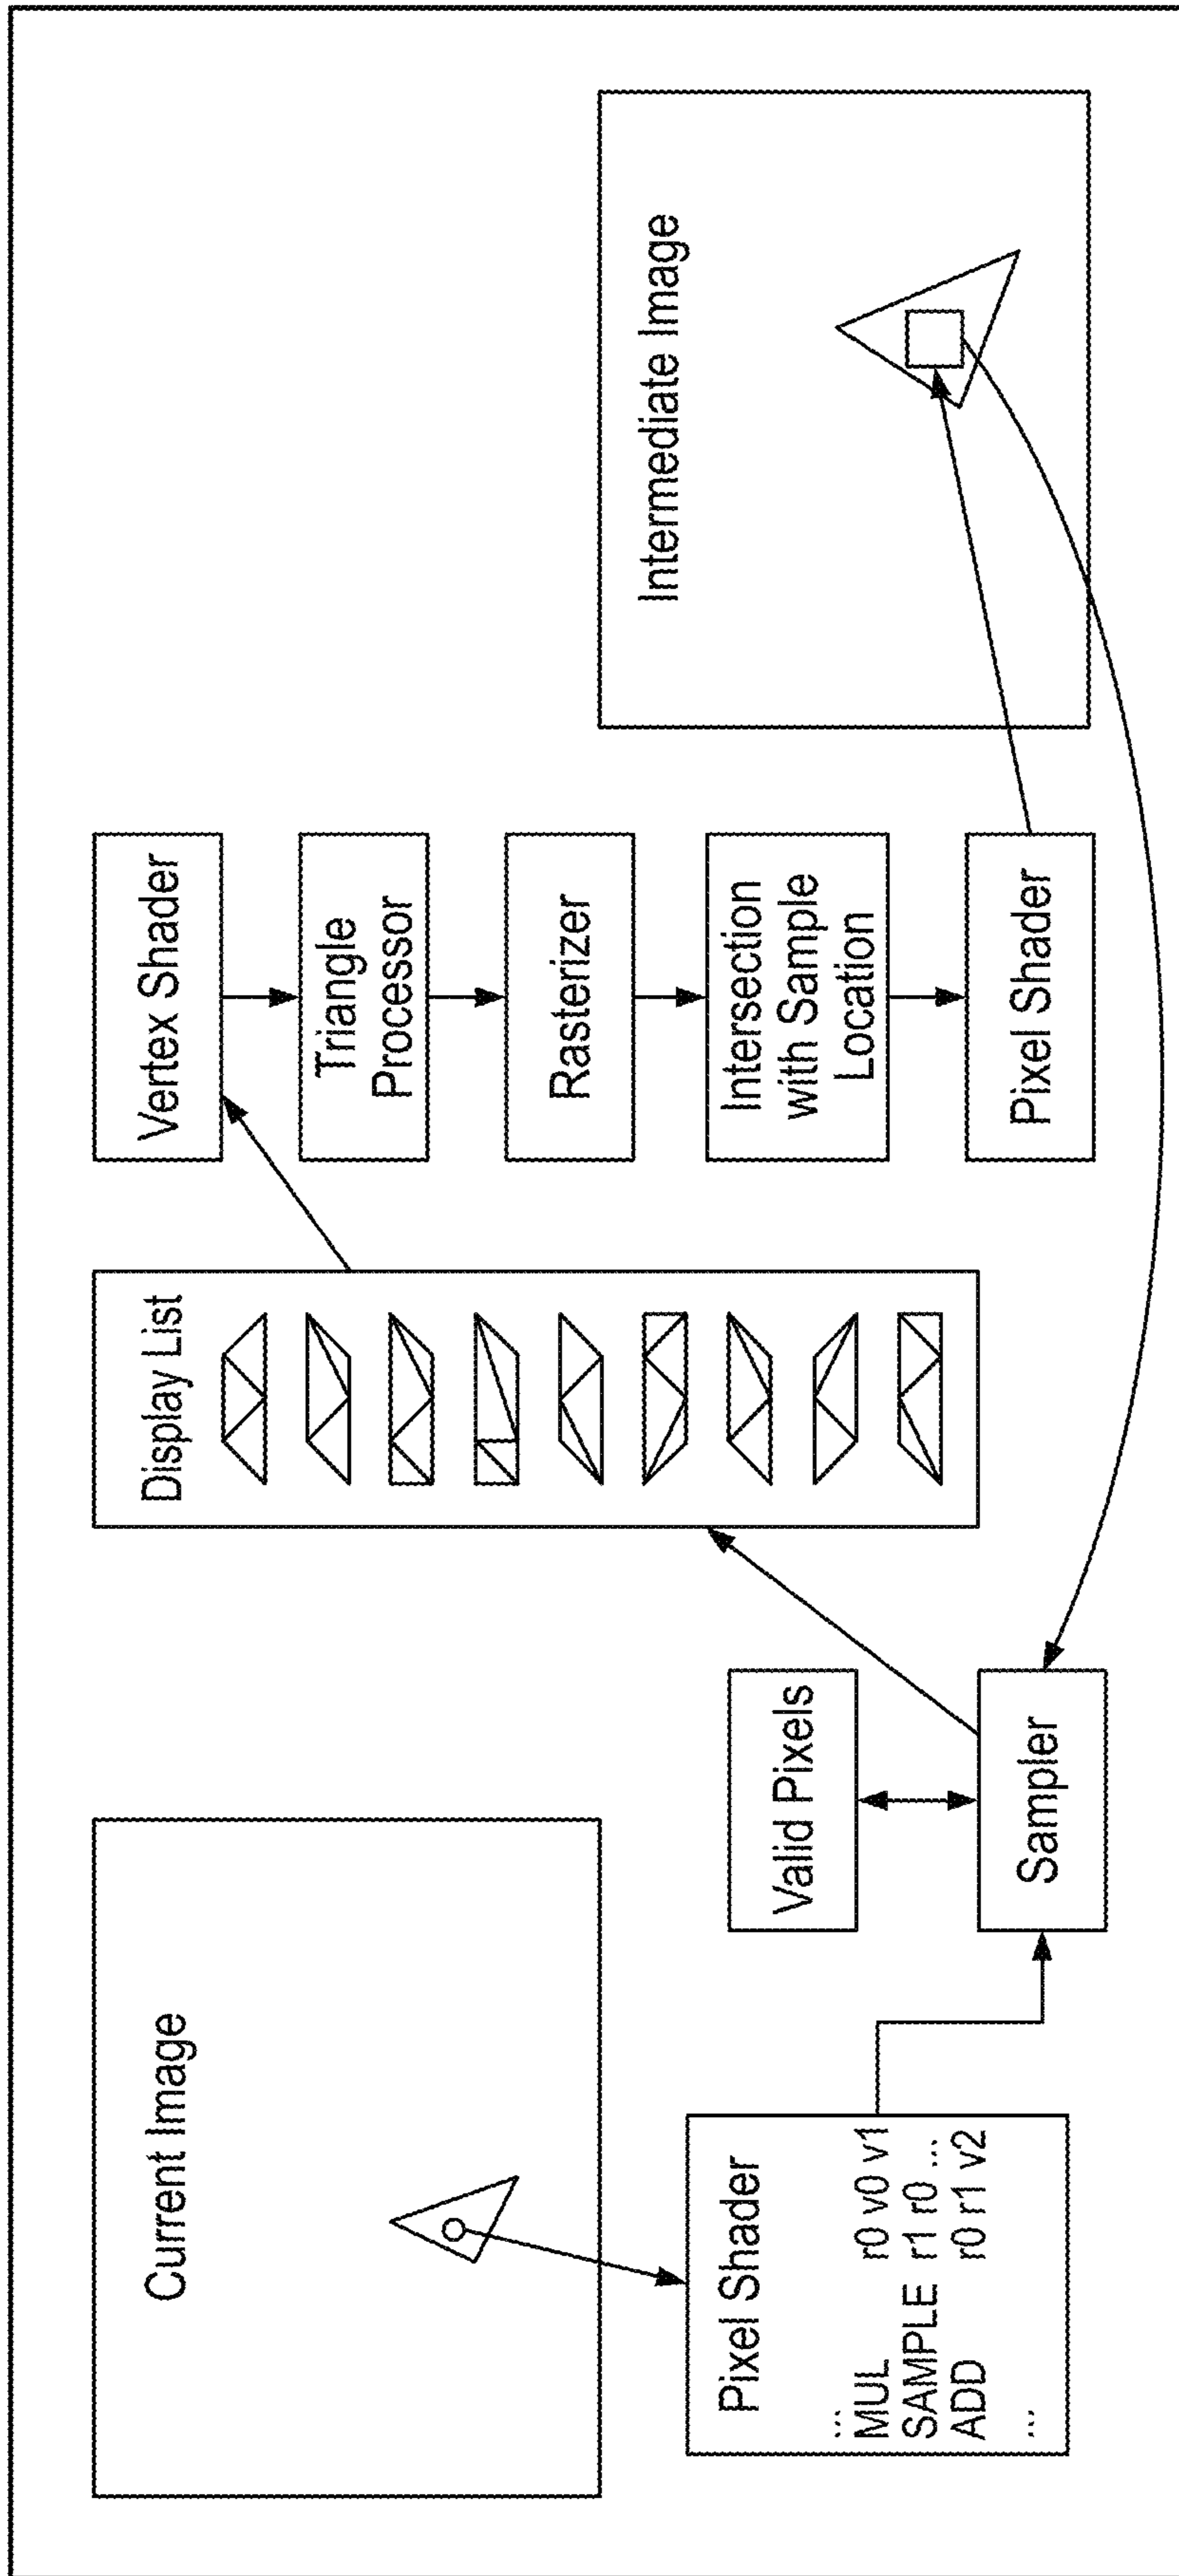 Current Image
Pixel Shader
...
MUL r0 v0 v1
SAMPLE r1 r0 ...
ADD r0 r1 v2
...
Valid Pixels
Sampler
Display List
Vertex Shader
Triangle
Processor
Rasterizer
Intersection
with Sample
Location
Pixel Shader
Intermediate Image